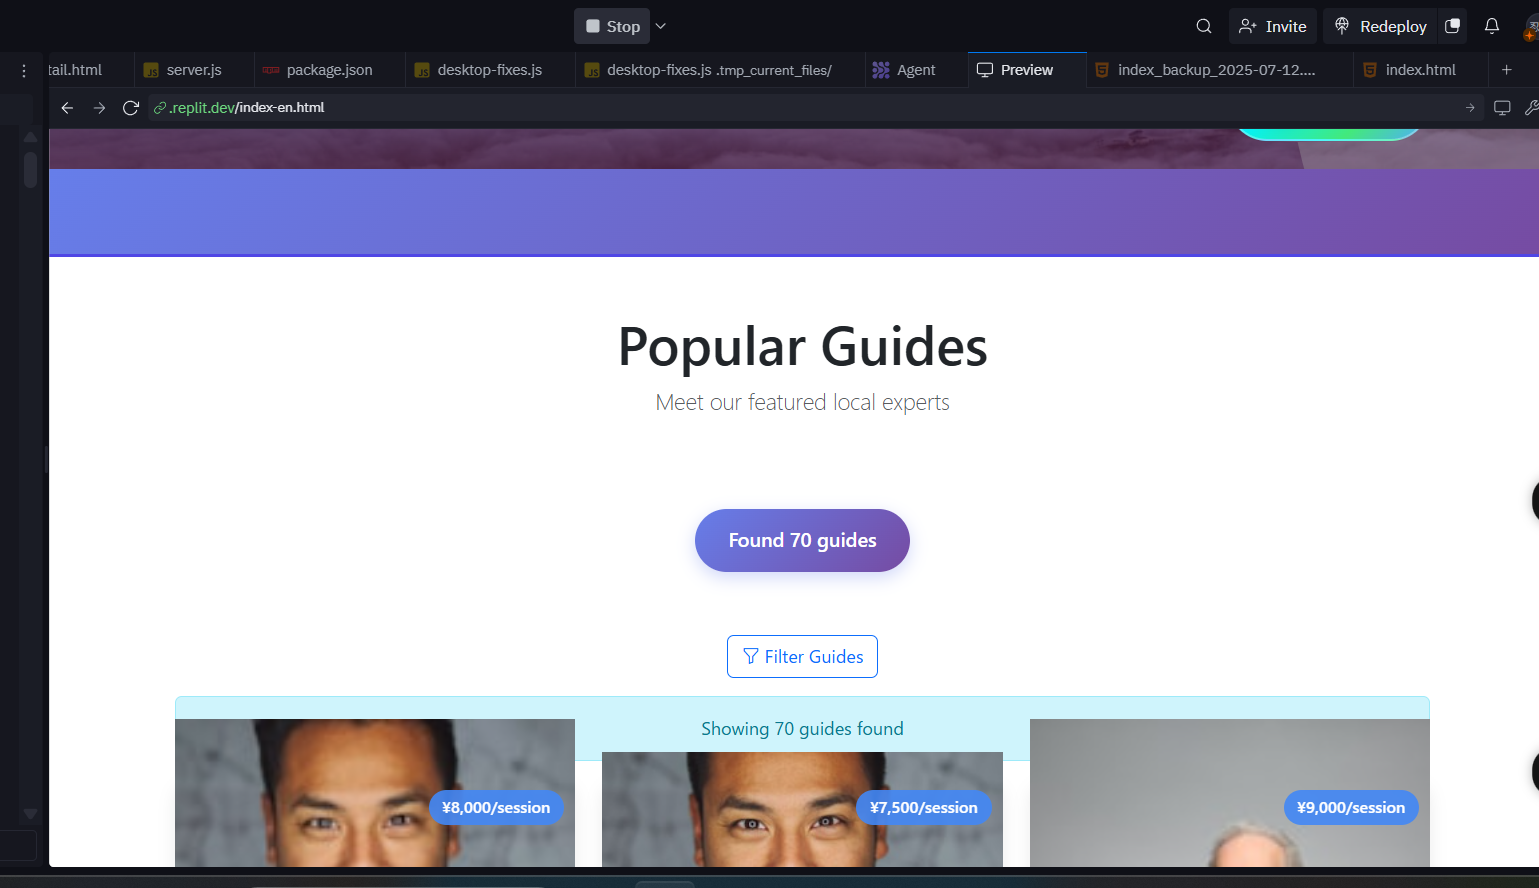 Stop
Invite
Redeploy
tail.html
server.js
package.json
desktop-fixes.js
desktop-fixes.js .tmp_current_files/
Agent
Preview
index_backup_2025-07-12....
index.html
.replit.dev/index-en.html
Popular Guides
Meet our featured local experts
Found 70 guides
Filter Guides
Showing 70 guides found
¥8,000/session
¥7,500/session
¥9,000/session